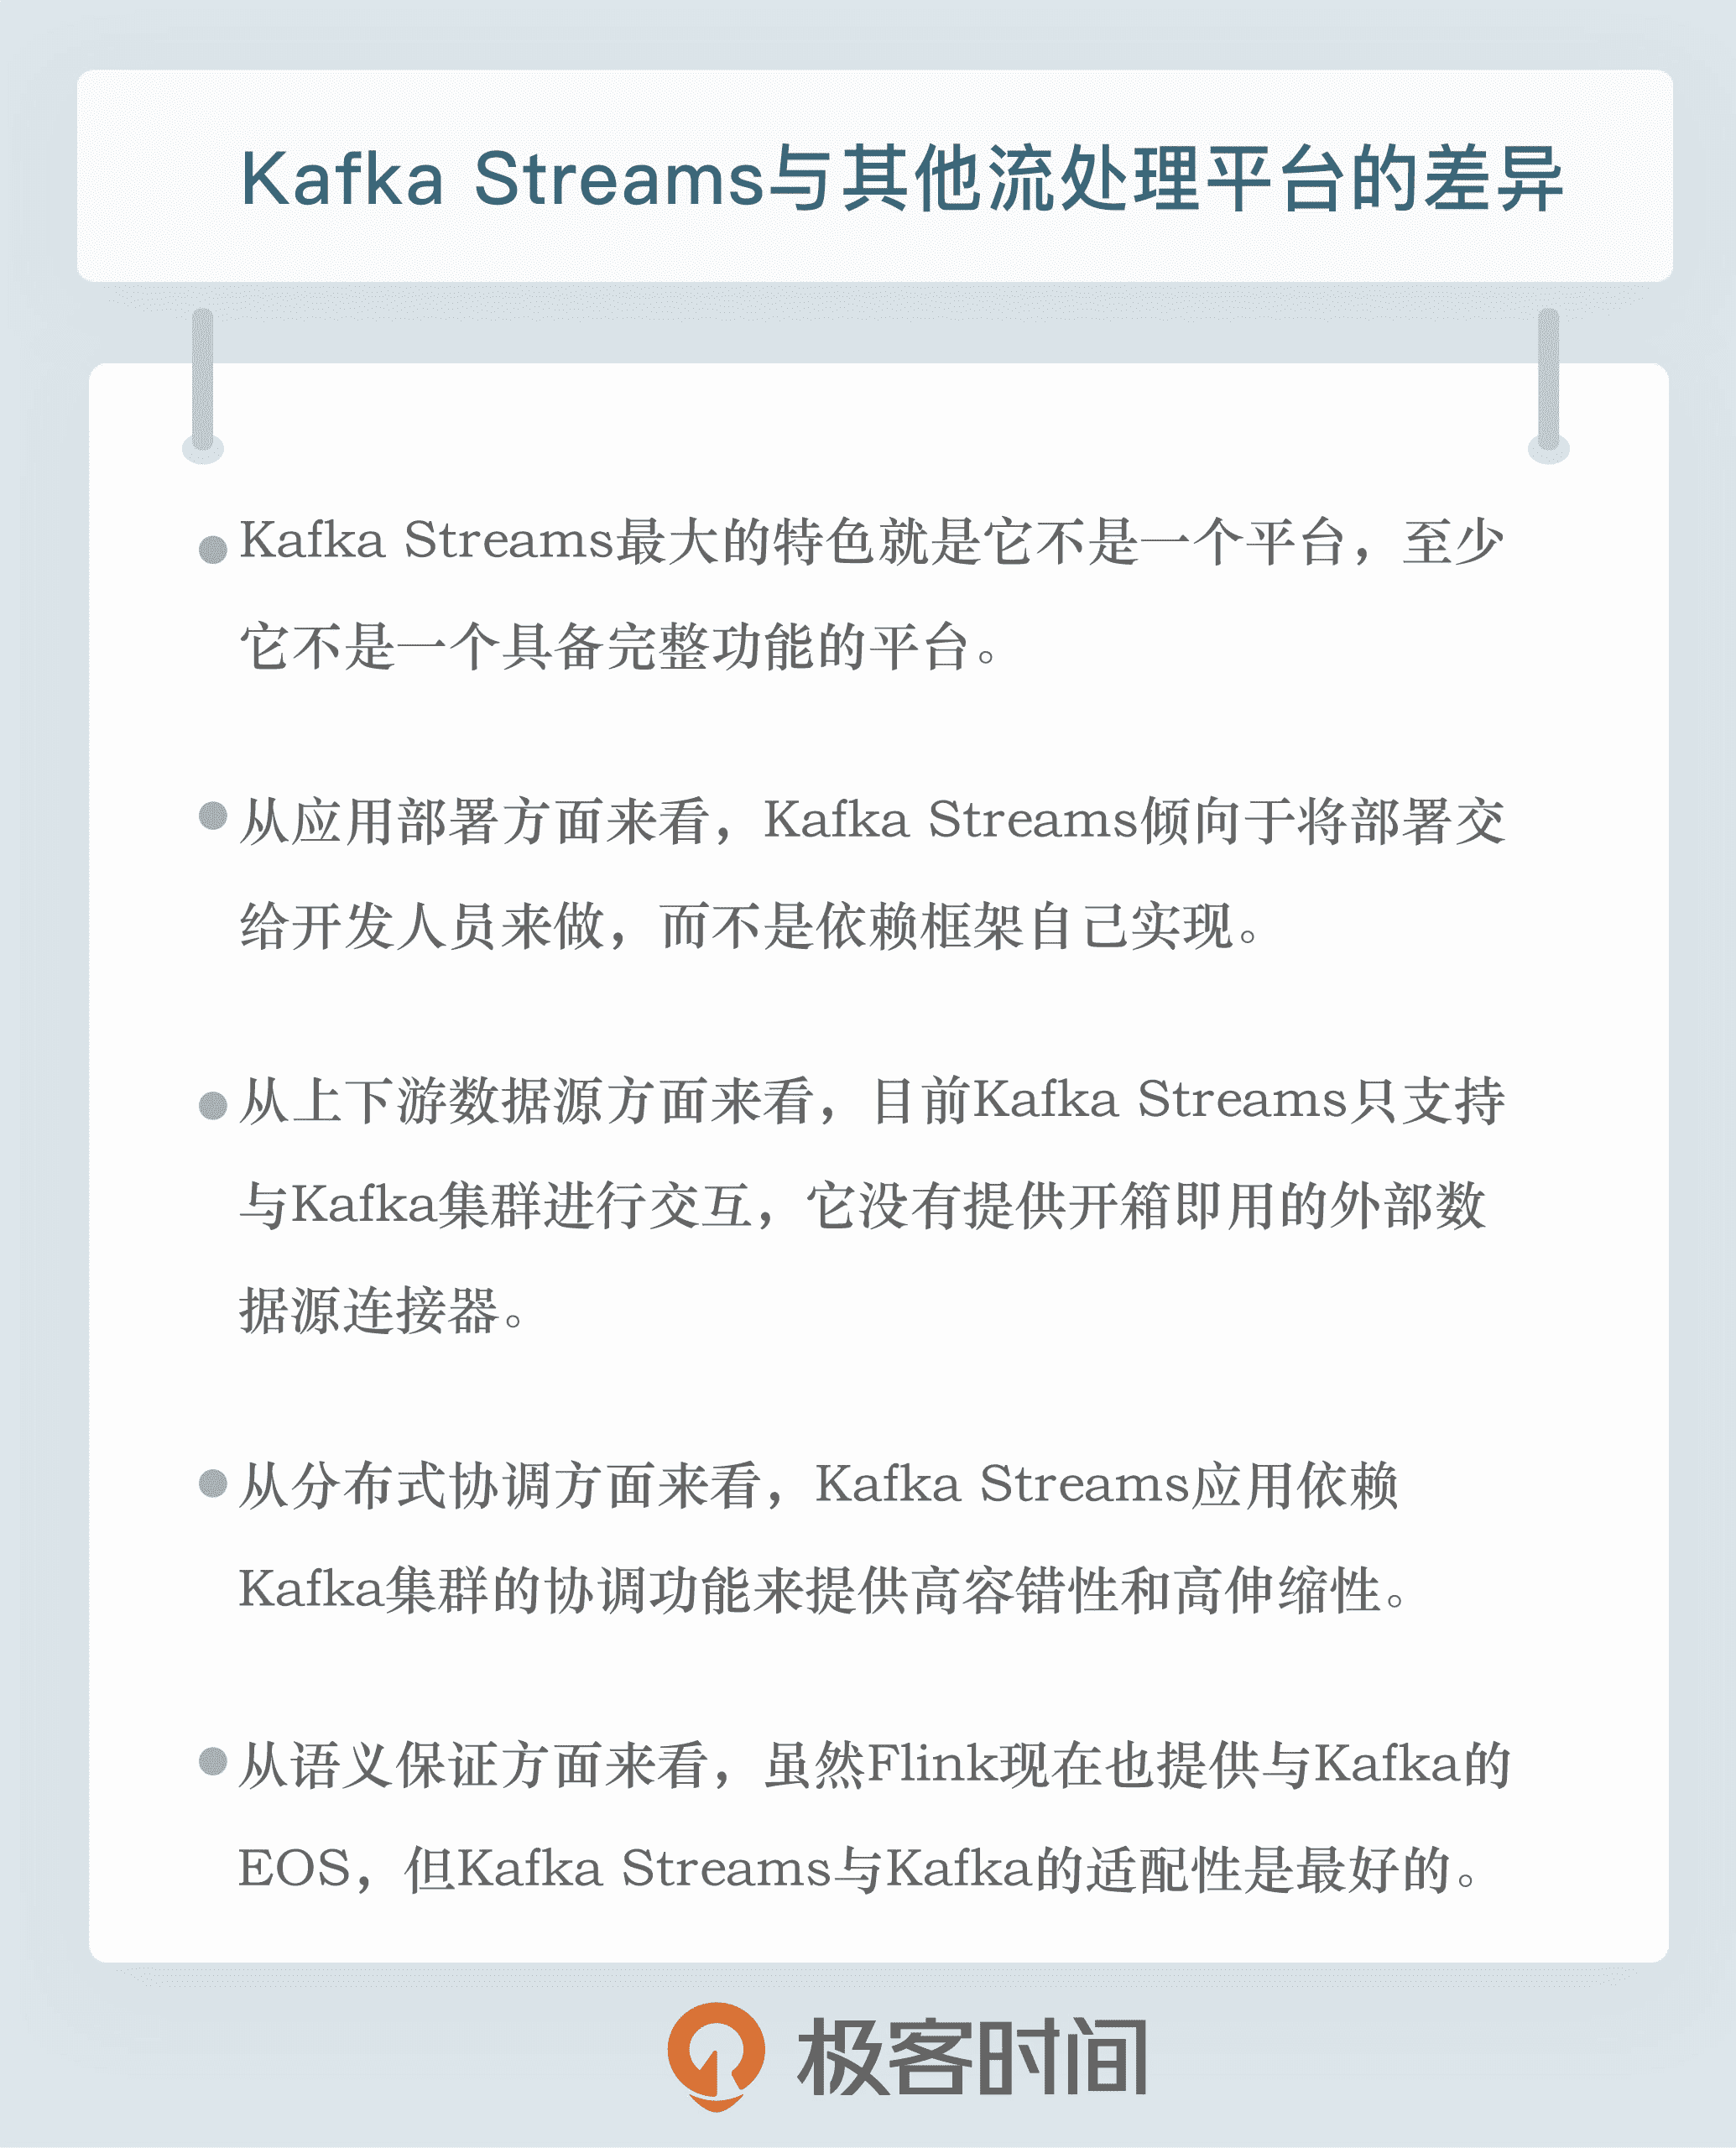 Kafka Streams与其他流处理平台的差异
Kafka Streams最大的特色就是它不是一个平台，至少
它不是一个具备完整功能的平台。
从应用部署方面来看，Kafka Streams倾向于将部署交
给开发人员来做，而不是依赖框架自己实现。
从上下游数据源方面来看，目前Kafka Streams只支持
与Kafka集群进行交互，它没有提供开箱即用的外部数
据源连接器。
从分布式协调方面来看，Kafka Streams应用依赖
Kafka集群的协调功能来提供高容错性和高伸缩性。
从语义保证方面来看，虽然Flink现在也提供与Kafka的
EOS，但Kafka Streams与Kafka的适配性是最好的。
极客时间